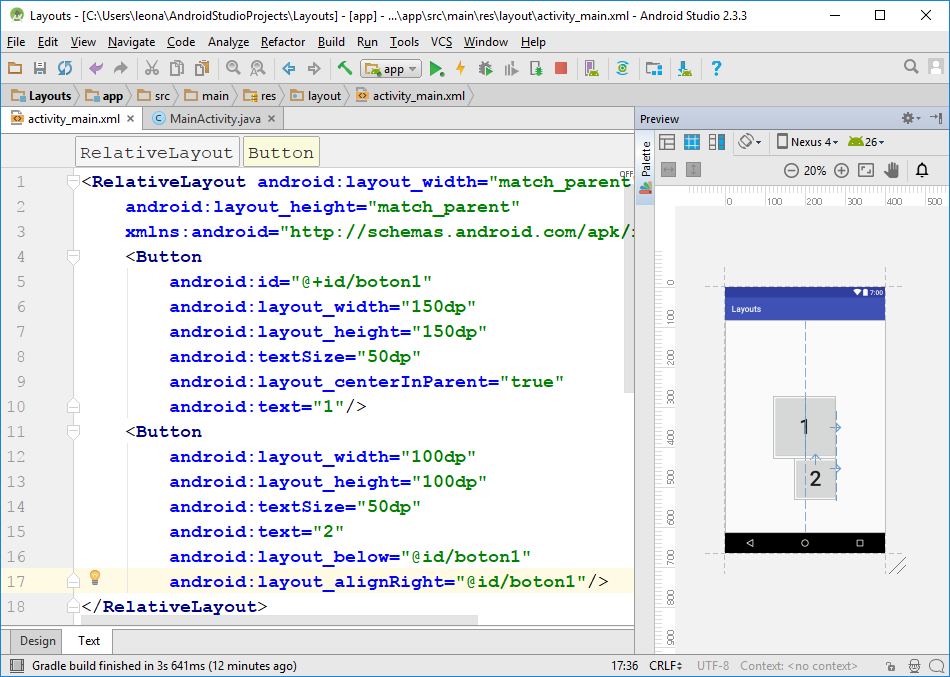 Layouts - [C:\Users\leona\AndroidStudioProjects\Layouts] - [app] - ...\app\src\main\res\layout\activity_main.xml - Android Studio 2.3.3
File Edit View Navigate Code Analyze Refactor Build Run Tools VCS Window Help
app
Layouts app src main res layout activity_main.xml
activity_main.xml MainActivity.java
RelativeLayout Button
1 <RelativeLayout android:layout_width="match_parent
OFF
2 android:layout_height="match_parent"
3 xmlns:android="http://schemas.android.com/apk/
4 <Button
5 android:id="@+id/boton1"
6 android:layout_width="150dp"
7 android:layout_height="150dp"
8 android:textSize="50dp"
9 android:layout_centerInParent="true"
10 android:text="1"/>
11 <Button
12 android:layout_width="100dp"
13 android:layout_height="100dp"
14 android:textSize="50dp"
15 android:text="2"
16 android:layout_below="@id/boton1"
17 android:layout_alignRight="@id/boton1"/>
18 </RelativeLayout>
Design Text
Preview
Palette
Nexus 4 26
20%
0 100 200 300 400 500
0
100
200
300
400
500
600
700
800
900
7:00
Layouts
1
2
Gradle build finished in 3s 641ms (12 minutes ago) 17:36 CRLF UTF-8 Context: <no context>